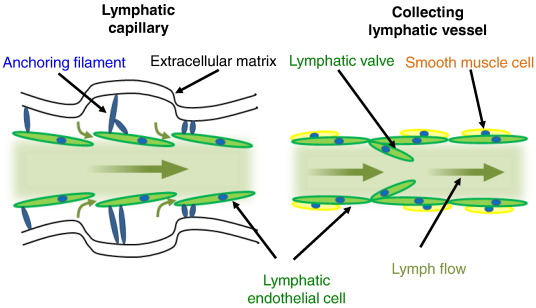 Lymphatic
capillary
Collecting
lymphatic vessel
Anchoring filament
Extracellular matrix
Lymphatic valve
Smooth muscle cell
Lymphatic
endothelial cell
Lymph flow